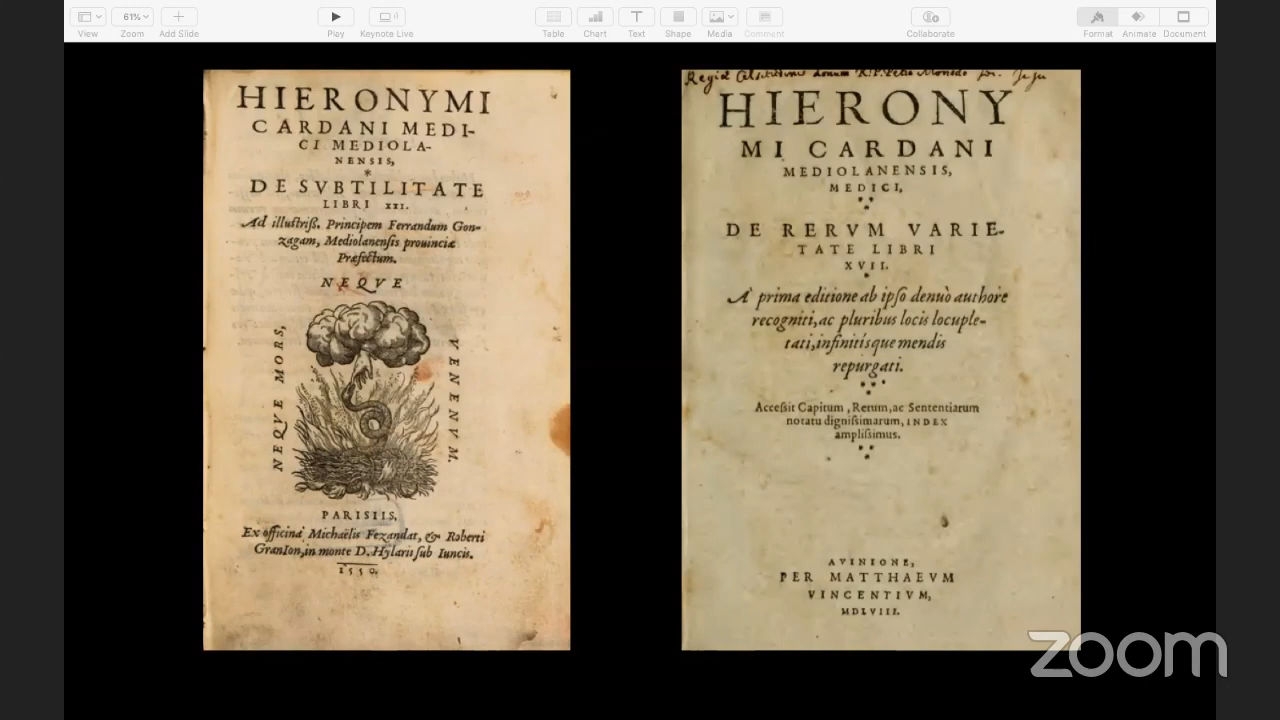 View
61%
Zoom
Add Slide
Play
Keynote Live
Table
Chart
Text
Shape
Media
Comment
Collaborate
Format
Animate
Document
HIERONYMI
CARDANI MEDI-
CI MEDIOLA-
NENSIS,
*
DE SVBTILITATE
LIBRI XXI.
Ad illustriß. Principem Ferrandum Gon-
zagam, Mediolanensis prouinciæ
Præfectum.
NEQVE
NEQVE MORS,
VENENVM.
PARISIIS,
Ex officina Michaëlis Fezandat, & Roberti
GranIon, in monte D. Hylarii sub Iuncis.
1550.
HIERONY
MI CARDANI
MEDIOLANENSIS,
MEDICI,
DE RERVM VARIE-
TATE LIBRI
XVII.
A' prima editione ab ipso denuò authore
recogniti, ac pluribus locis locuple-
tati, infinitisque mendis
repurgati.
Accessit Capitum, Rerum, ac Sententiarum
notatu dignissimarum, INDEX
amplissimus.
AVINIONE,
PER MATTHAEVM
VINCENTIVM,
MDLVIII.
zoom